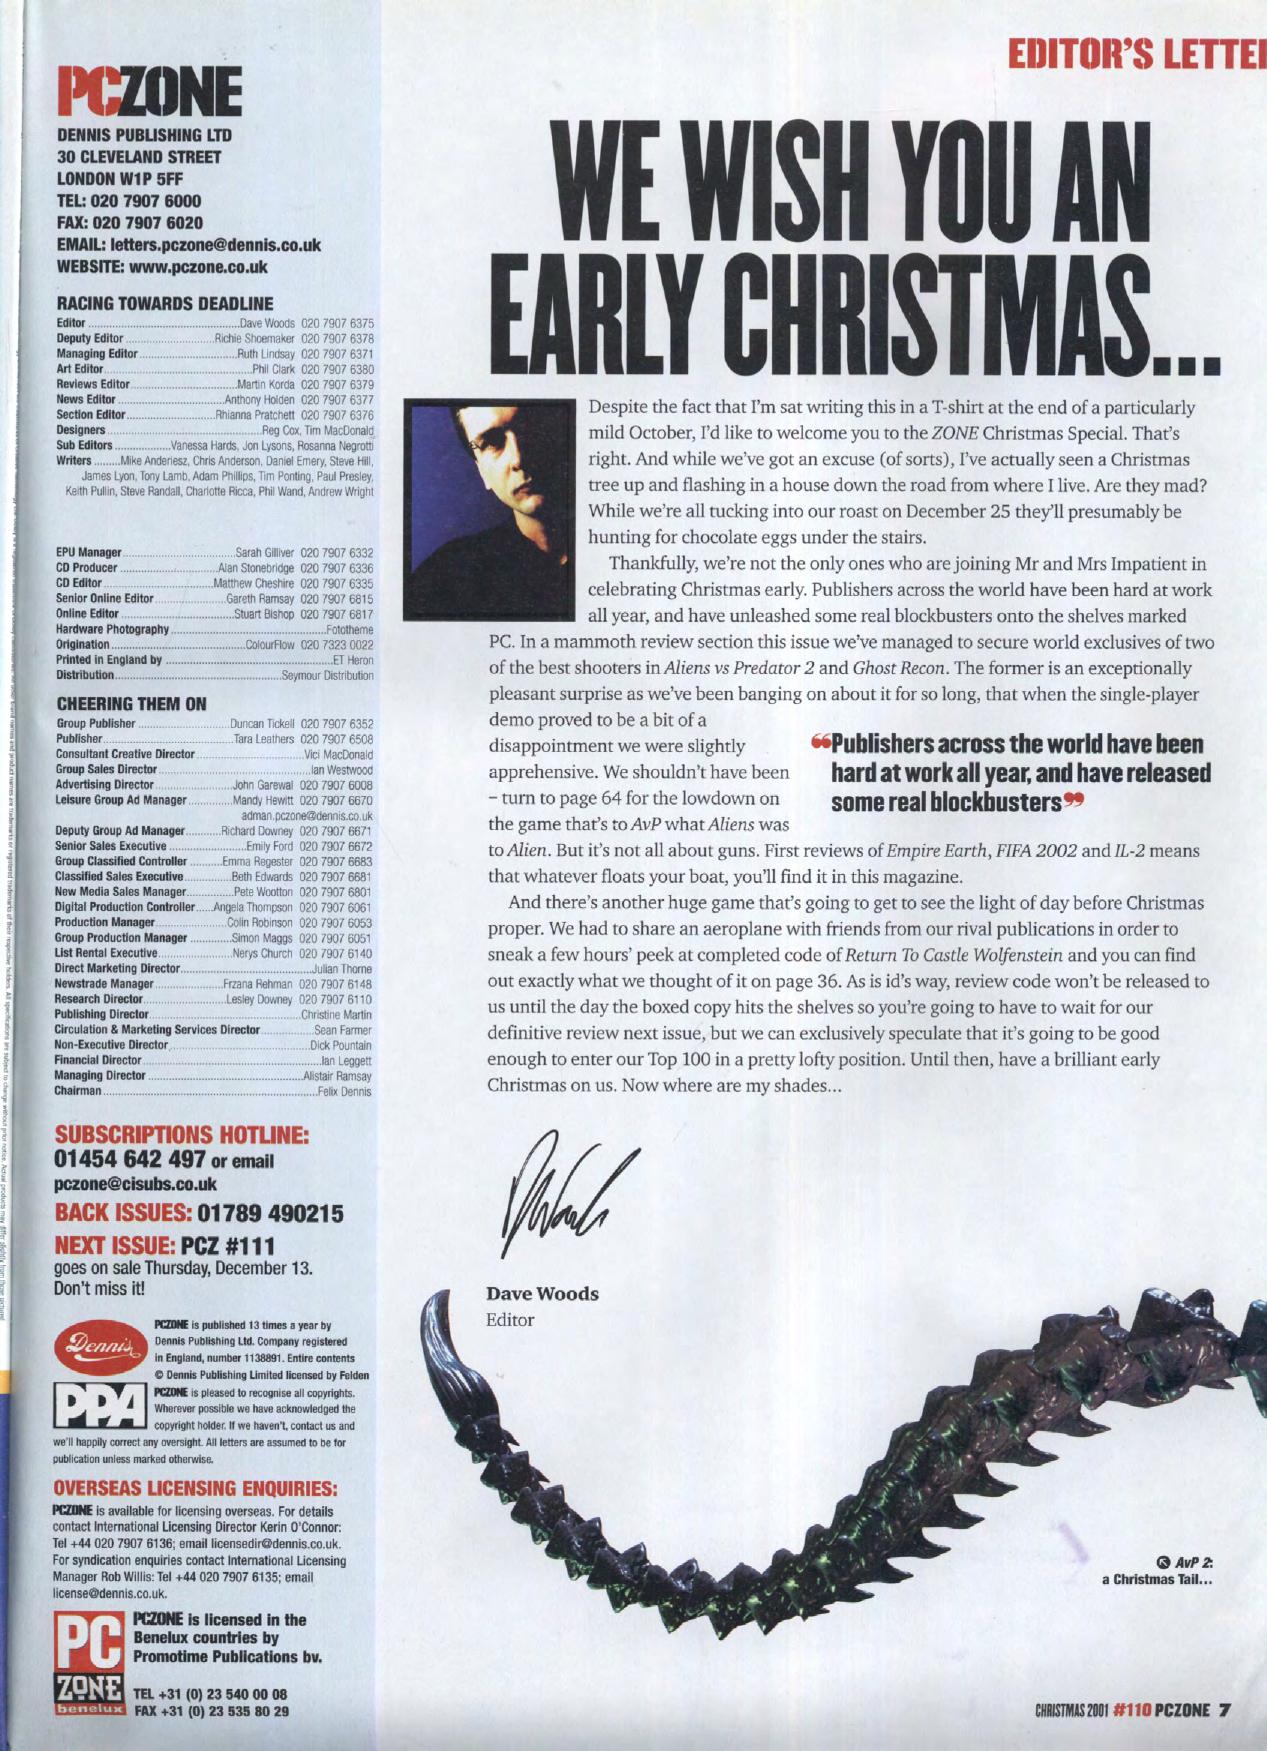 PCZONE
DENNIS PUBLISHING LTD
30 CLEVELAND STREET
LONDON W1P 5FF
TEL: 020 7907 6000
FAX: 020 7907 6020
EMAIL: letters.pczone@dennis.co.uk
WEBSITE: www.pczone.co.uk
RACING TOWARDS DEADLINE
Editor ........ Dave Woods 020 7907 6375
Deputy Editor ........ Richie Shoemaker 020 7907 6378
Managing Editor ........ Ruth Lindsay 020 7907 6371
Art Editor ........ Phil Clark 020 7907 6380
Reviews Editor ........ Martin Korda 020 7907 6379
News Editor ........ Anthony Holden 020 7907 6377
Section Editor ........ Rhianna Pratchett 020 7907 6376
Designers ........ Reg Cox, Tim MacDonald
Sub Editors ........ Vanessa Hards, Jon Lysons, Rosanna Negrotti
Writers ........ Mike Anderiesz, Chris Anderson, Daniel Emery, Steve Hill,
James Lyon, Tony Lamb, Adam Phillips, Tim Ponting, Paul Presley,
Keith Pullin, Steve Randall, Charlotte Ricca, Phil Wand, Andrew Wright
EPU Manager ........ Sarah Gilliver 020 7907 6332
CD Producer ........ Alan Stonebridge 020 7907 6336
CD Editor ........ Matthew Cheshire 020 7907 6335
Senior Online Editor ........ Gareth Ramsay 020 7907 6815
Online Editor ........ Stuart Bishop 020 7907 6817
Hardware Photography ........ Fototheme
Origination ........ ColourFlow 020 7323 0022
Printed in England by ........ ET Heron
Distribution ........ Seymour Distribution
CHEERING THEM ON
Group Publisher ........ Duncan Tickell 020 7907 6352
Publisher ........ Tara Leathers 020 7907 6508
Consultant Creative Director ........ Vici MacDonald
Group Sales Director ........ Ian Westwood
Advertising Director ........ John Garewal 020 7907 6008
Leisure Group Ad Manager ........ Mandy Hewitt 020 7907 6670
adman.pczone@dennis.co.uk
Deputy Group Ad Manager ........ Richard Downey 020 7907 6671
Senior Sales Executive ........ Emily Ford 020 7907 6672
Group Classified Controller ........ Emma Regester 020 7907 6683
Classified Sales Executive ........ Beth Edwards 020 7907 6681
New Media Sales Manager ........ Pete Wootton 020 7907 6801
Digital Production Controller ..... Angela Thompson 020 7907 6061
Production Manager ........ Colin Robinson 020 7907 6053
Group Production Manager ........ Simon Maggs 020 7907 6051
List Rental Executive ........ Nerys Church 020 7907 6140
Direct Marketing Director ........ Julian Thorne
Newstrade Manager ........ Frzana Rehman 020 7907 6148
Research Director ........ Lesley Downey 020 7907 6110
Publishing Director ........ Christine Martin
Circulation & Marketing Services Director ........ Sean Farmer
Non-Executive Director ........ Dick Pountain
Financial Director ........ Ian Leggett
Managing Director ........ Alistair Ramsay
Chairman ........ Felix Dennis
SUBSCRIPTIONS HOTLINE:
01454 642 497 or email
pczone@cisubs.co.uk
BACK ISSUES: 01789 490215
NEXT ISSUE: PCZ #111
goes on sale Thursday, December 13.
Don't miss it!
Dennis
PPA
PCZONE is published 13 times a year by
Dennis Publishing Ltd. Company registered
in England, number 1138891. Entire contents
© Dennis Publishing Limited licensed by Felden
PCZONE is pleased to recognise all copyrights.
Wherever possible we have acknowledged the
copyright holder. If we haven't, contact us and
we'll happily correct any oversight. All letters are assumed to be for
publication unless marked otherwise.
OVERSEAS LICENSING ENQUIRIES:
PCZONE is available for licensing overseas. For details
contact International Licensing Director Kerin O'Connor:
Tel +44 020 7907 6136; email licensedir@dennis.co.uk.
For syndication enquiries contact International Licensing
Manager Rob Willis: Tel +44 020 7907 6135; email
license@dennis.co.uk.
PC
ZONE
benelux
PCZONE is licensed in the
Benelux countries by
Promotime Publications bv.
TEL +31 (0) 23 540 00 08
FAX +31 (0) 23 535 80 29
EDITOR'S LETTE
WE WISH YOU AN
EARLY CHRISTMAS...
Despite the fact that I'm sat writing this in a T-shirt at the end of a particularly
mild October, I'd like to welcome you to the ZONE Christmas Special. That's
right. And while we've got an excuse (of sorts), I've actually seen a Christmas
tree up and flashing in a house down the road from where I live. Are they mad?
While we're all tucking into our roast on December 25 they'll presumably be
hunting for chocolate eggs under the stairs.
Thankfully, we're not the only ones who are joining Mr and Mrs Impatient in
celebrating Christmas early. Publishers across the world have been hard at work
all year, and have unleashed some real blockbusters onto the shelves marked
PC. In a mammoth review section this issue we've managed to secure world exclusives of two
of the best shooters in Aliens vs Predator 2 and Ghost Recon. The former is an exceptionally
pleasant surprise as we've been banging on about it for so long, that when the single-player
demo proved to be a bit of a
disappointment we were slightly
apprehensive. We shouldn't have been
– turn to page 64 for the lowdown on
the game that's to AvP what Aliens was
to Alien. But it's not all about guns. First reviews of Empire Earth, FIFA 2002 and IL-2 means
that whatever floats your boat, you'll find it in this magazine.
And there's another huge game that's going to get to see the light of day before Christmas
proper. We had to share an aeroplane with friends from our rival publications in order to
sneak a few hours' peek at completed code of Return To Castle Wolfenstein and you can find
out exactly what we thought of it on page 36. As is id's way, review code won't be released to
us until the day the boxed copy hits the shelves so you're going to have to wait for our
definitive review next issue, but we can exclusively speculate that it's going to be good
enough to enter our Top 100 in a pretty lofty position. Until then, have a brilliant early
Christmas on us. Now where are my shades...
“Publishers across the world have been
hard at work all year, and have released
some real blockbusters”
Dave Woods
Editor
AvP 2:
a Christmas Tail...
CHRISTMAS 2001 #110 PCZONE 7